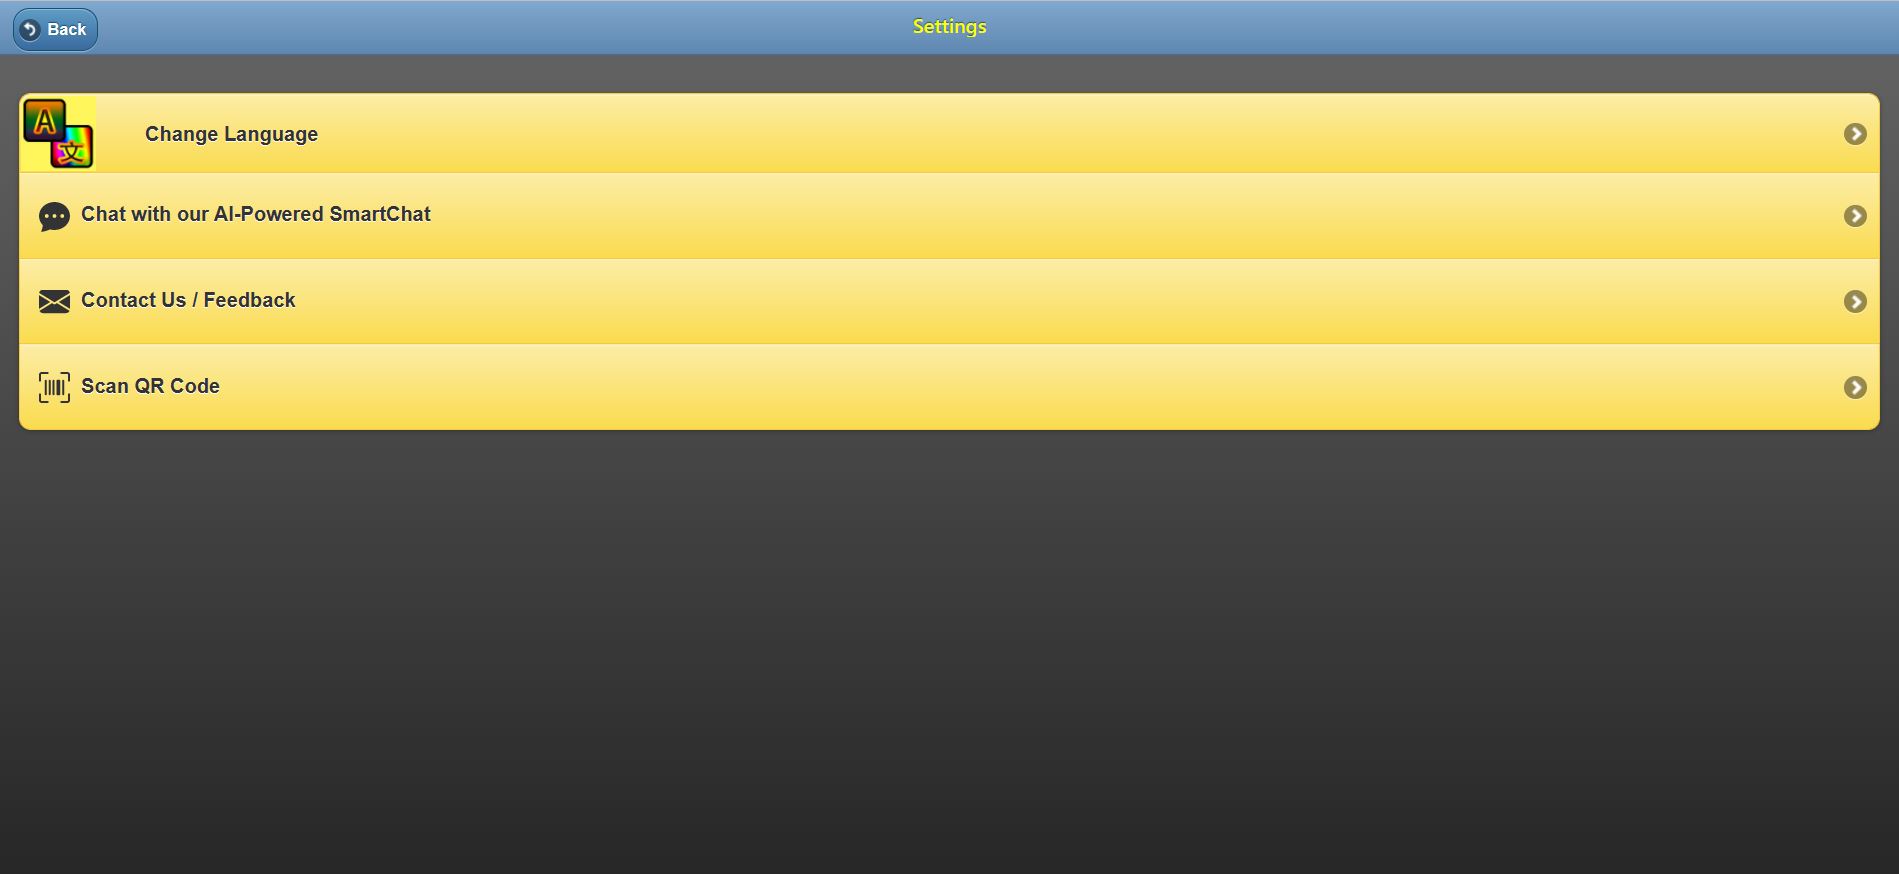 Back
Settings
A
文
Change Language
Chat with our AI-Powered SmartChat
Contact Us / Feedback
Scan QR Code